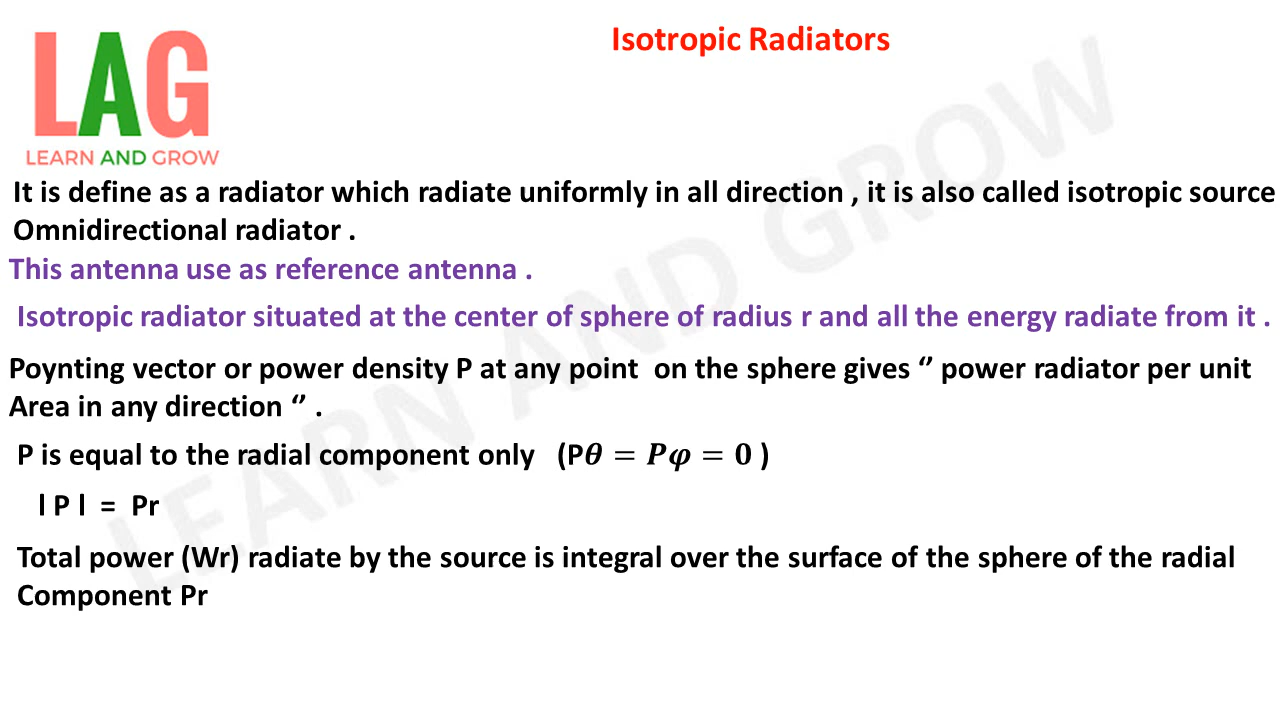 Isotropic Radiators
LAG
LEARN AND GROW
It is define as a radiator which radiate uniformly in all direction , it is also called isotropic source
Omnidirectional radiator .
This antenna use as reference antenna .
Isotropic radiator situated at the center of sphere of radius r and all the energy radiate from it .
Poynting vector or power density P at any point on the sphere gives ‘’ power radiator per unit
Area in any direction ‘’ .
P is equal to the radial component only (P𝜽 = 𝑷𝝋 = 𝟎 )
l P l = Pr
Total power (Wr) radiate by the source is integral over the surface of the sphere of the radial
Component Pr
LEARN AND GROW